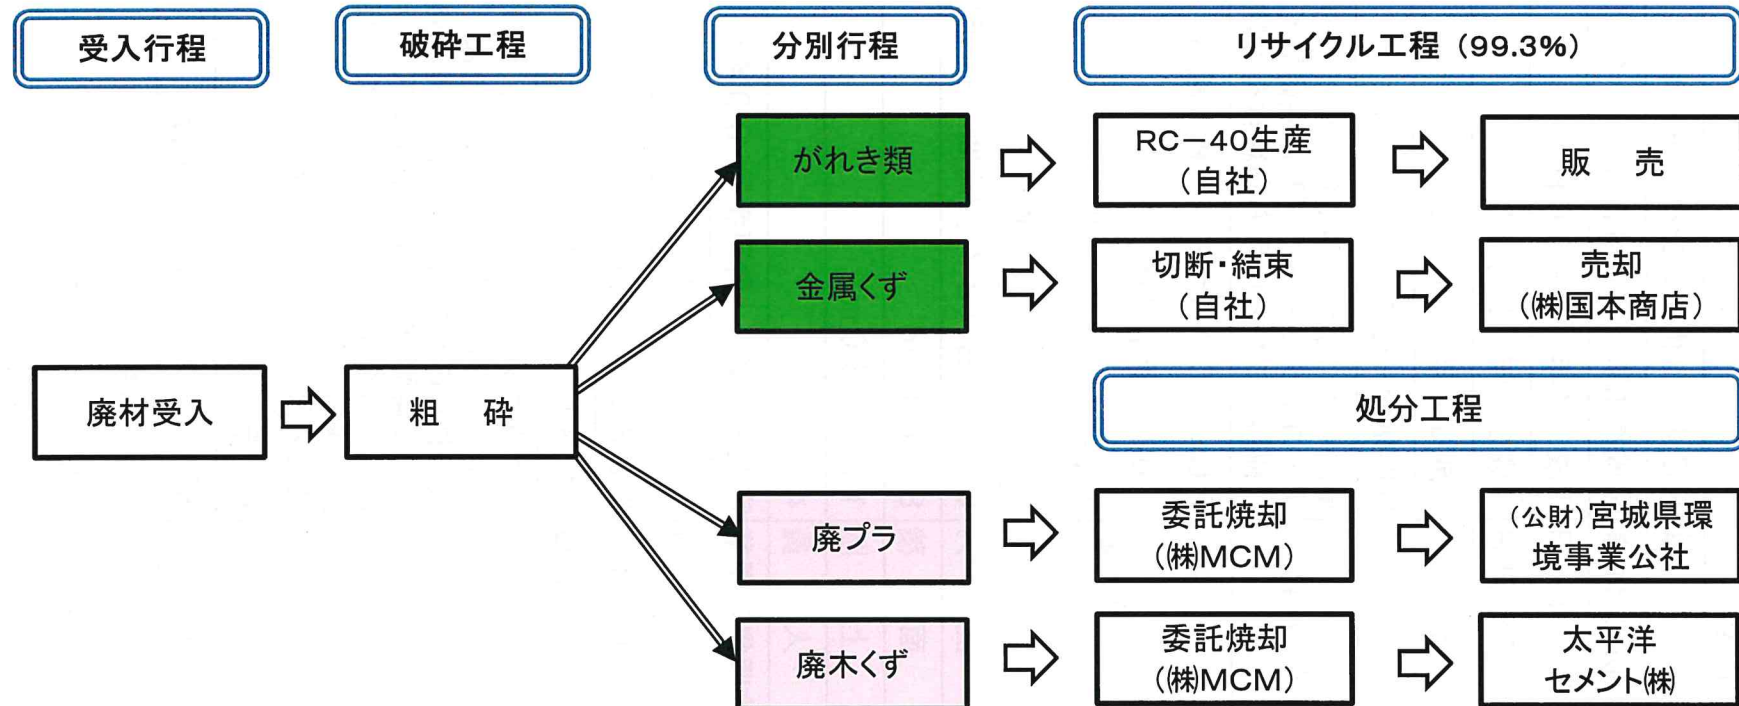 受入行程
破砕工程
分別行程
リサイクル工程（99.3%）
がれき類
RC－40生産
（自社）
販　売
金属くず
切断・結束
（自社）
売却
（㈱国本商店）
廃材受入
粗　砕
処分工程
廃プラ
委託焼却
（㈱MCM）
（公財）宮城県環
境事業公社
廃木くず
委託焼却
（㈱MCM）
太平洋
セメント㈱